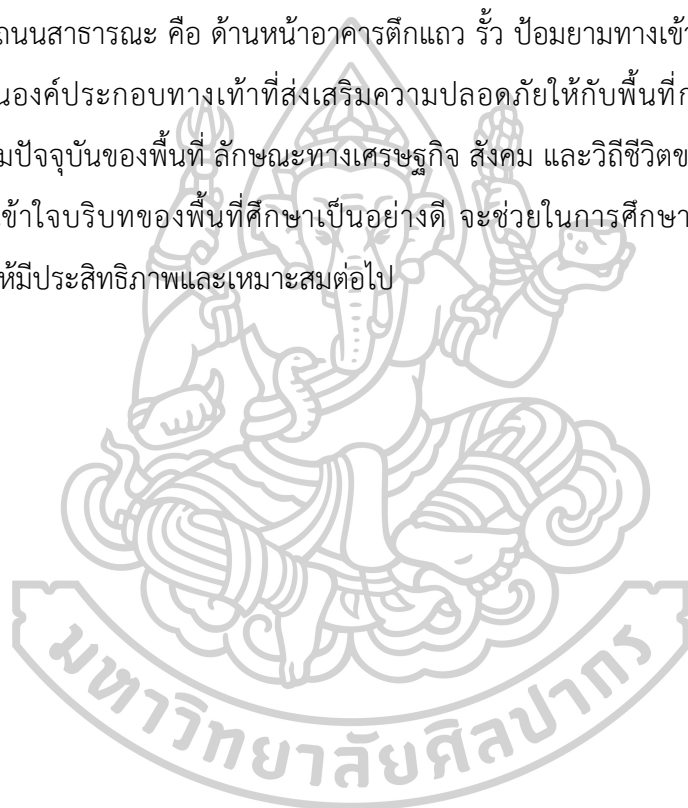 ถนนสาธารณะ คือ ด้านหน้าอาคารตึกแถว รั้ว ป้อมยามทางเข้า
นองค์ประกอบทางเท้าที่ส่งเสริมความปลอดภัยให้กับพื้นที่ก
มปัจจุบันของพื้นที่ ลักษณะทางเศรษฐกิจ สังคม และวิถีชีวิตข
ข้าใจบริบทของพื้นที่ศึกษาเป็นอย่างดี จะช่วยในการศึกษา
ห้มีประสิทธิภาพและเหมาะสมต่อไป
มหาวิทยาลัยศิลปากร